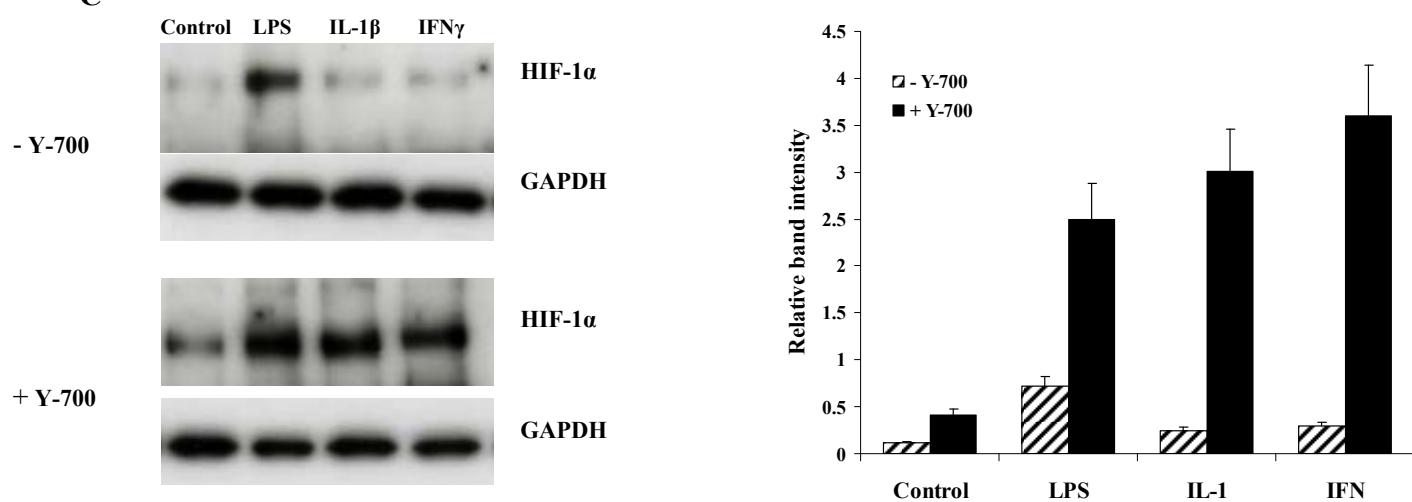 C
Control LPS IL-1β IFNγ
HIF-1α
- Y-700
GAPDH
HIF-1α
+ Y-700
GAPDH
4.5
4
3.5
3
2.5
2
1.5
1
0.5
0
Relative band intensity
- Y-700
+ Y-700
Control LPS IL-1 IFN